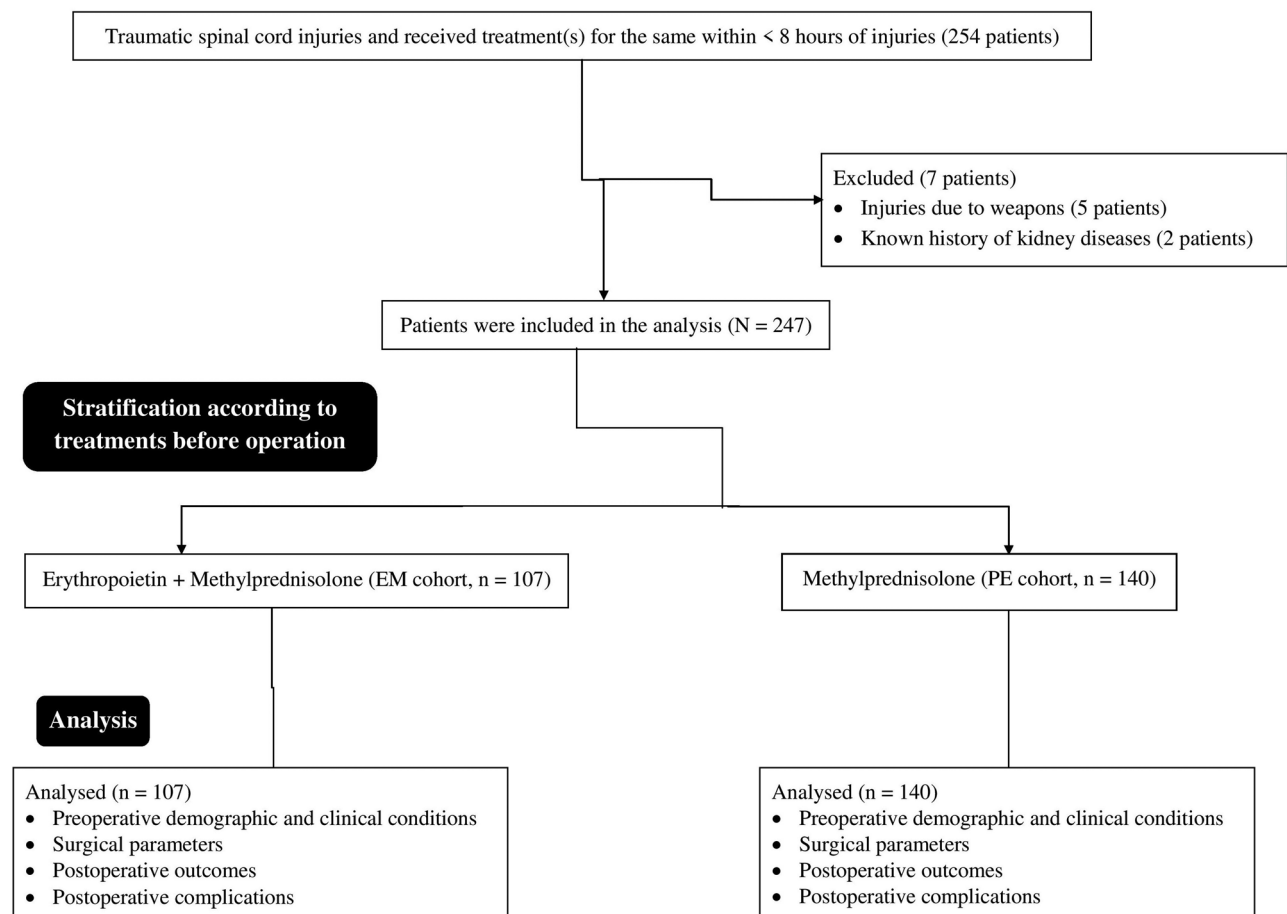 Traumatic spinal cord injuries and received treatment(s) for the same within < 8 hours of injuries (254 patients)
Excluded (7 patients)
• Injuries due to weapons (5 patients)
• Known history of kidney diseases (2 patients)
Patients were included in the analysis (N = 247)
Stratification according to
treatments before operation
Erythropoietin + Methylprednisolone (EM cohort, n = 107)
Methylprednisolone (PE cohort, n = 140)
Analysis
Analysed (n = 107)
• Preoperative demographic and clinical conditions
• Surgical parameters
• Postoperative outcomes
• Postoperative complications
Analysed (n = 140)
• Preoperative demographic and clinical conditions
• Surgical parameters
• Postoperative outcomes
• Postoperative complications